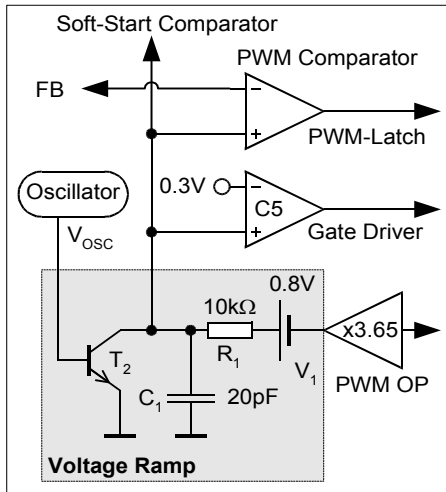 Soft-Start Comparator
PWM Comparator
FB
PWM-Latch
Oscillator
0.3V
C5
Gate Driver
VOSC
0.8V
10kΩ
x3.65
T2
R1
V1
PWM OP
C1
20pF
Voltage Ramp